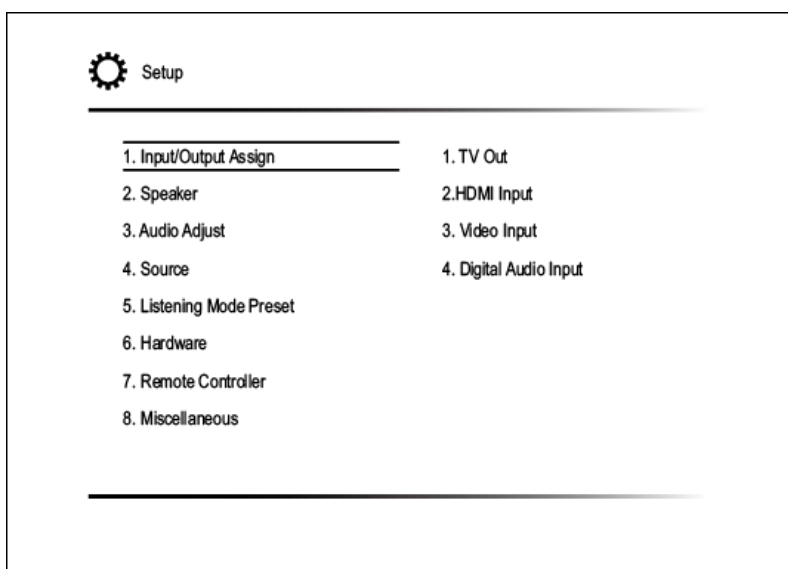 Setup
1. Input/Output Assign
2. Speaker
3. Audio Adjust
4. Source
5. Listening Mode Preset
6. Hardware
7. Remote Controller
8. Miscellaneous
1. TV Out
2.HDMI Input
3. Video Input
4. Digital Audio Input